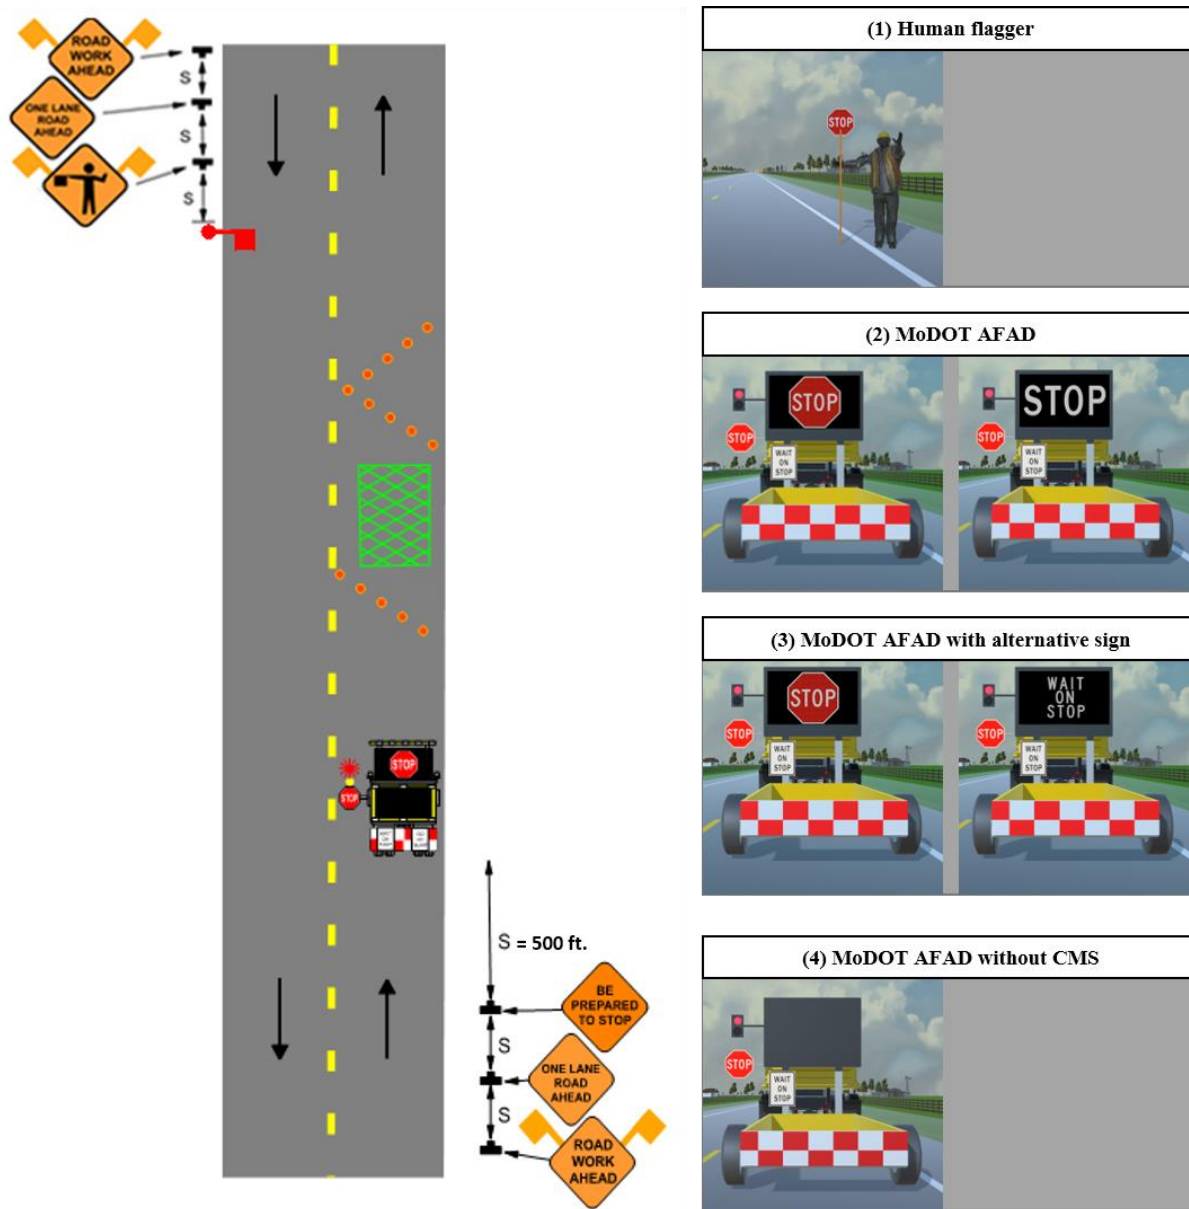 ROAD
WORK
AHEAD
S
ONE LANE
ROAD
AHEAD
S
S
STOP
STOP
WAIT
ON
STOP
S = 500 ft.
BE
PREPARED
TO STOP
S
ONE LANE
ROAD
AHEAD
S
ROAD
WORK
AHEAD
(1) Human flagger
STOP
(2) MoDOT AFAD
STOP
STOP
WAIT
ON
STOP
STOP
STOP
WAIT
ON
STOP
(3) MoDOT AFAD with alternative sign
STOP
STOP
WAIT
ON
STOP
WAIT
ON
STOP
STOP
WAIT
ON
STOP
(4) MoDOT AFAD without CMS
STOP
WAIT
ON
STOP